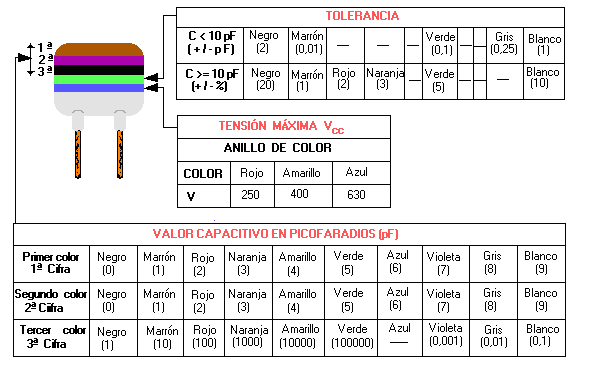 TOLERANCIA
C < 10 pF Negro Marrón — — Verde — — Gris Blanco
(+ / - pF) (2) (0,01) (0,1) (0,25) (1)
C >= 10 pF Negro Marrón Rojo Naranja — Verde — — — Blanco
(+ / - %) (20) (1) (2) (3) (5) (10)
1ª
2ª
3ª
TENSIÓN MÁXIMA VCC
ANILLO DE COLOR
COLOR Rojo Amarillo Azul
V 250 400 630
VALOR CAPACITIVO EN PICOFARADIOS (pF)
Primer color Negro Marrón Rojo Naranja Amarillo Verde Azul Violeta Gris Blanco
1ª Cifra (0) (1) (2) (3) (4) (5) (6) (7) (8) (9)
Segundo color Negro Marrón Rojo Naranja Amarillo Verde Azul Violeta Gris Blanco
2ª Cifra (0) (1) (2) (3) (4) (5) (6) (7) (8) (9)
Tercer color Negro Marrón Rojo Naranja Amarillo Verde Azul Violeta Gris Blanco
3ª Cifra (1) (10) (100) (1000) (10000) (100000) — (0,001) (0,01) (0,1)